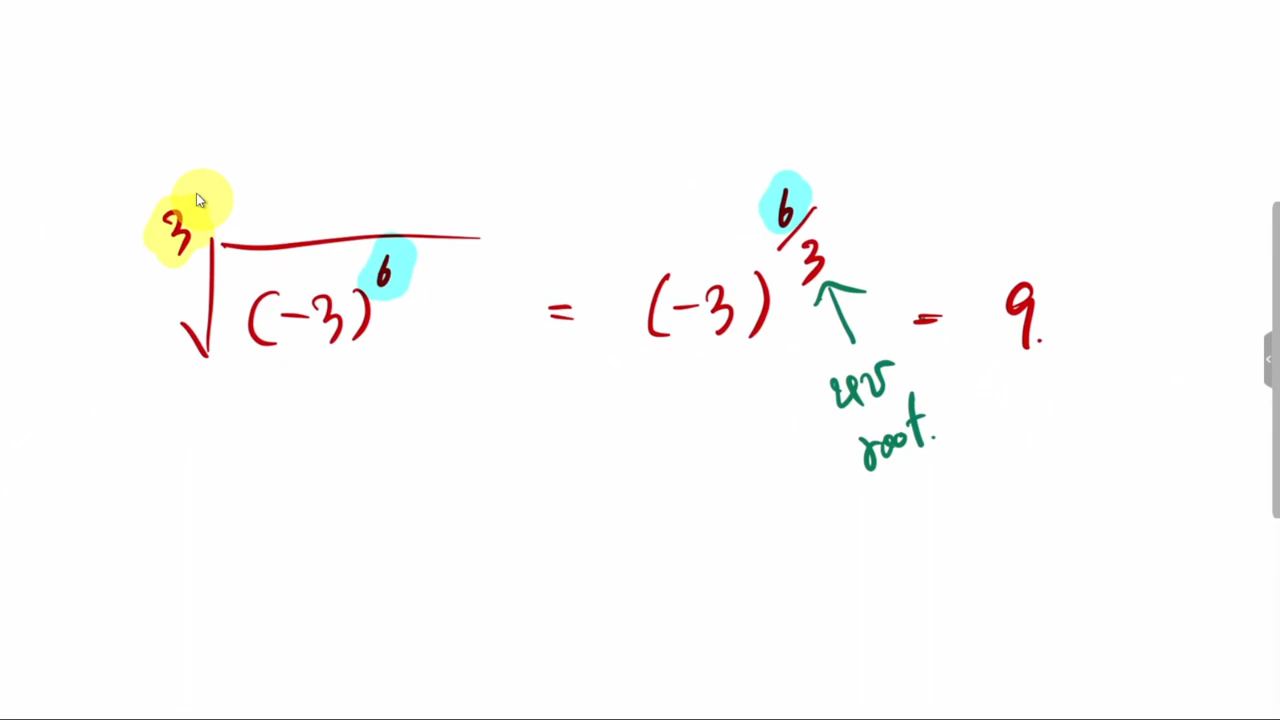 ∛(-3)⁶ = (-3)^6/3 = 9.
root.